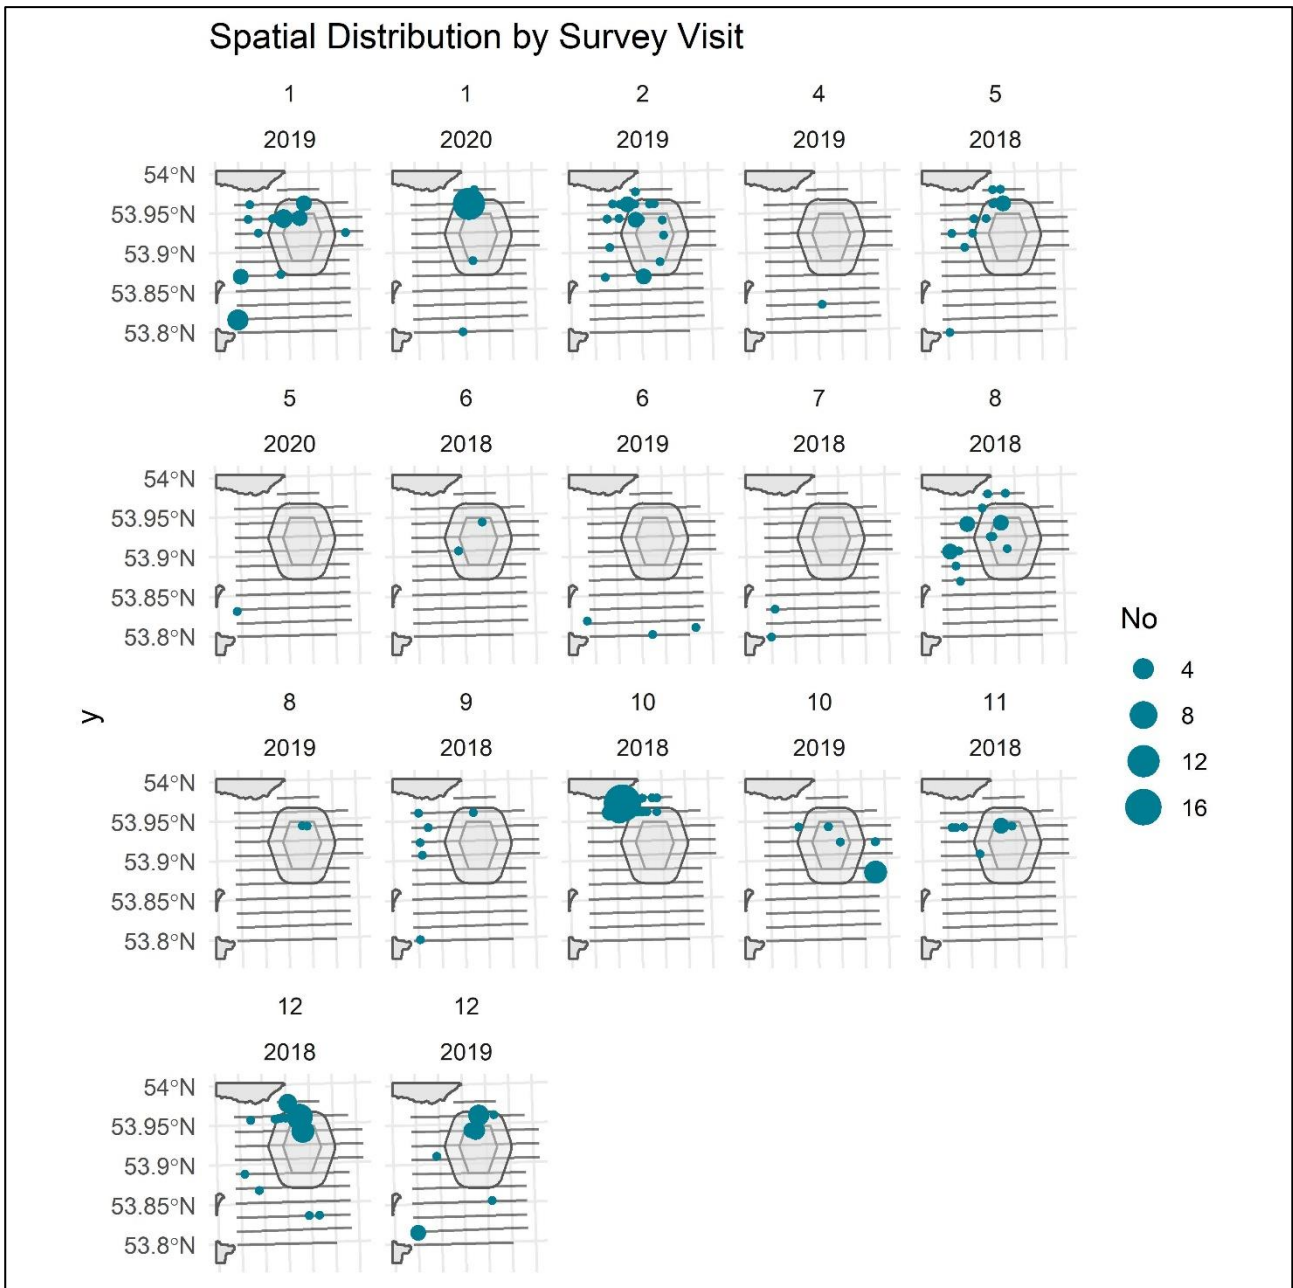 Spatial Distribution by Survey Visit
1 1 2 4 5
2019 2020 2019 2019 2018
54°N
53.95°N
53.9°N
53.85°N
53.8°N
5 6 6 7 8
2020 2018 2019 2018 2018
54°N
53.95°N
53.9°N
53.85°N
53.8°N
No
4
8
12
16
y
8 9 10 10 11
2019 2018 2018 2019 2018
54°N
53.95°N
53.9°N
53.85°N
53.8°N
12 12
2018 2019
54°N
53.95°N
53.9°N
53.85°N
53.8°N